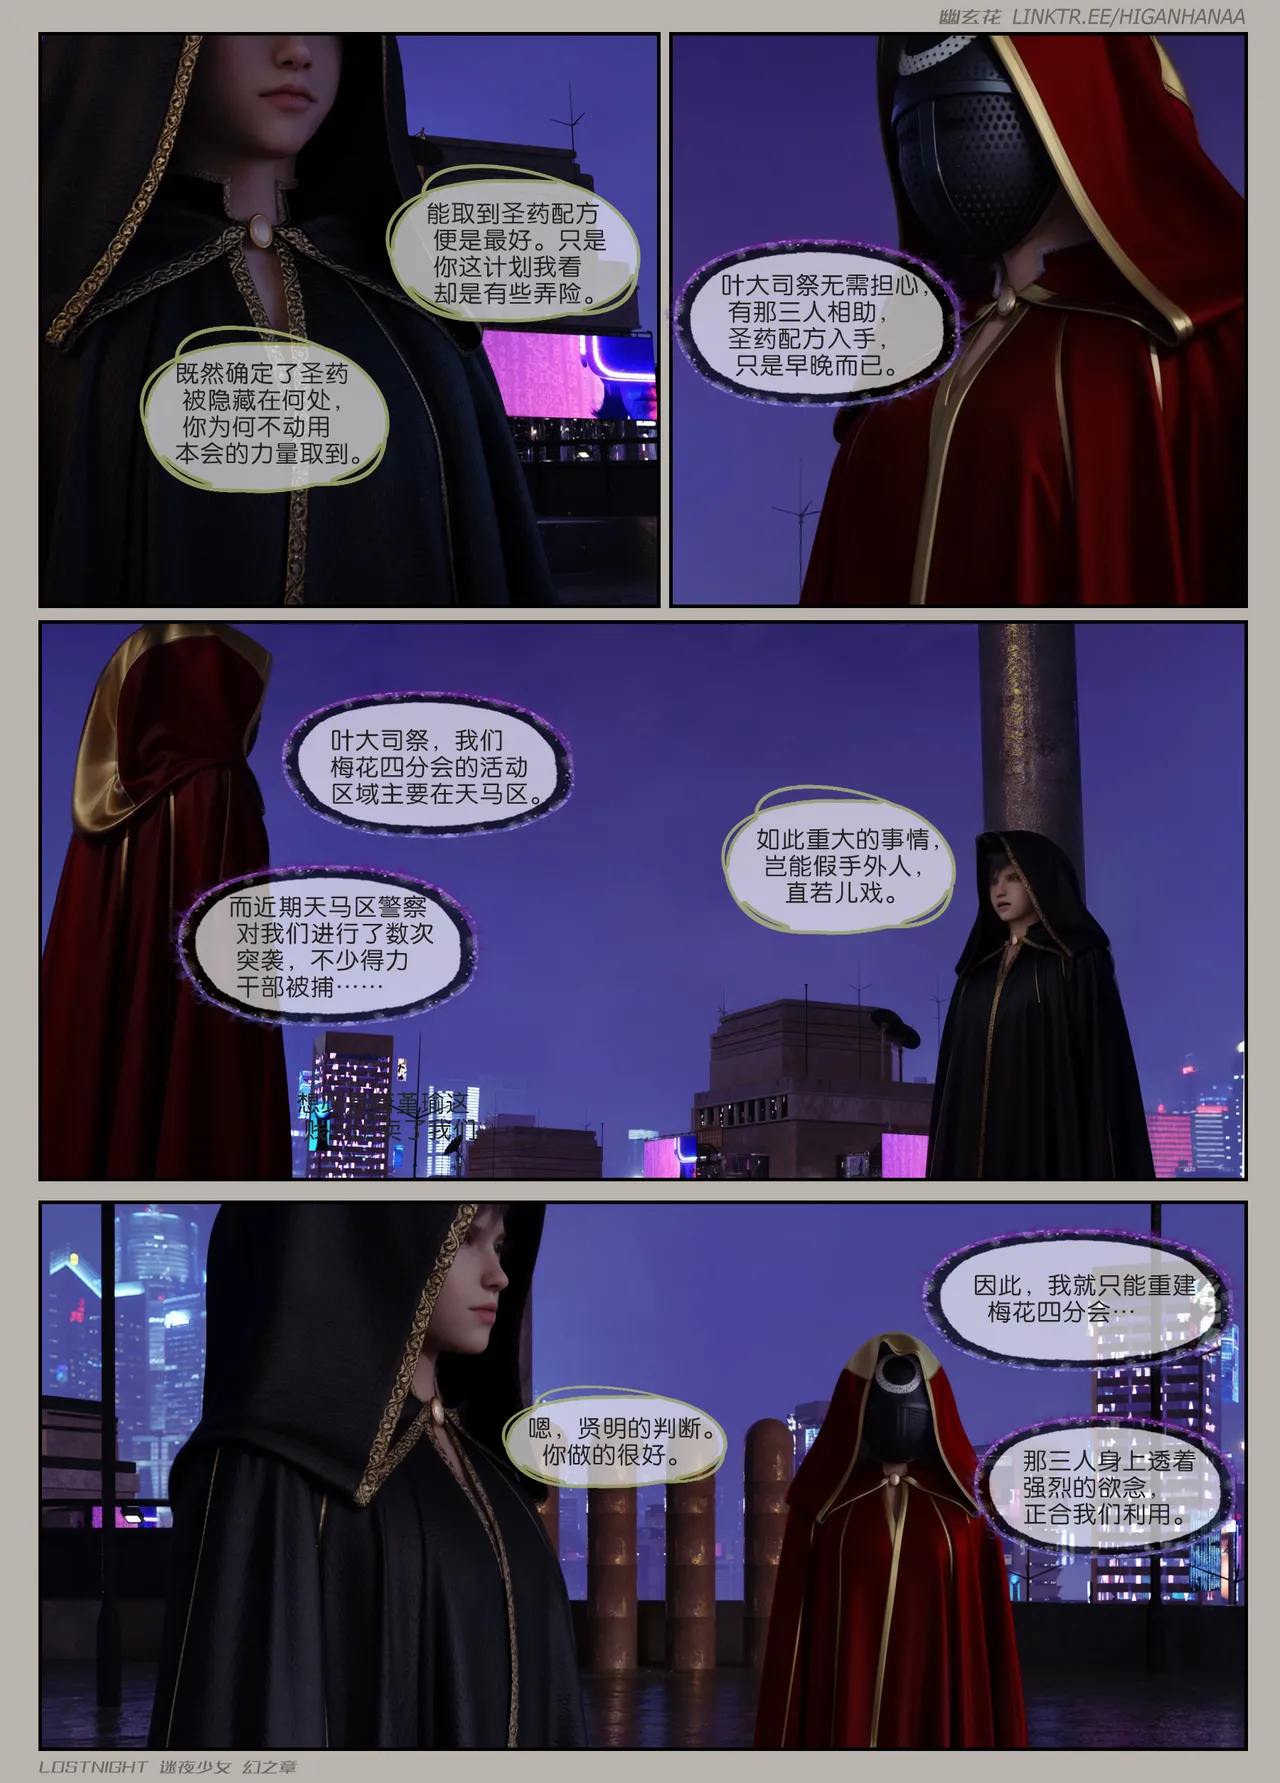 幽玄花 LINKTR.EE/HIGANHANAA
能取到圣药配方
便是最好。只是
你这计划我看
却是有些弄险。
既然确定了圣药
被隐藏在何处，
你为何不动用
本会的力量取到。
叶大司祭无需担心，
有那三人相助，
圣药配方入手，
只是早晚而已。
叶大司祭，我们
梅花四分会的活动
区域主要在天马区。
如此重大的事情，
岂能假手外人，
直若儿戏。
而近期天马区警察
对我们进行了数次
突袭，不少得力
干部被捕……
想
堇瑜这
卖了我们
因此，我就只能重建
梅花四分会…
嗯，贤明的判断。
你做的很好。
那三人身上透着
强烈的欲念，
正合我们利用。
LOSTNIGHT 迷夜少女 幻之章